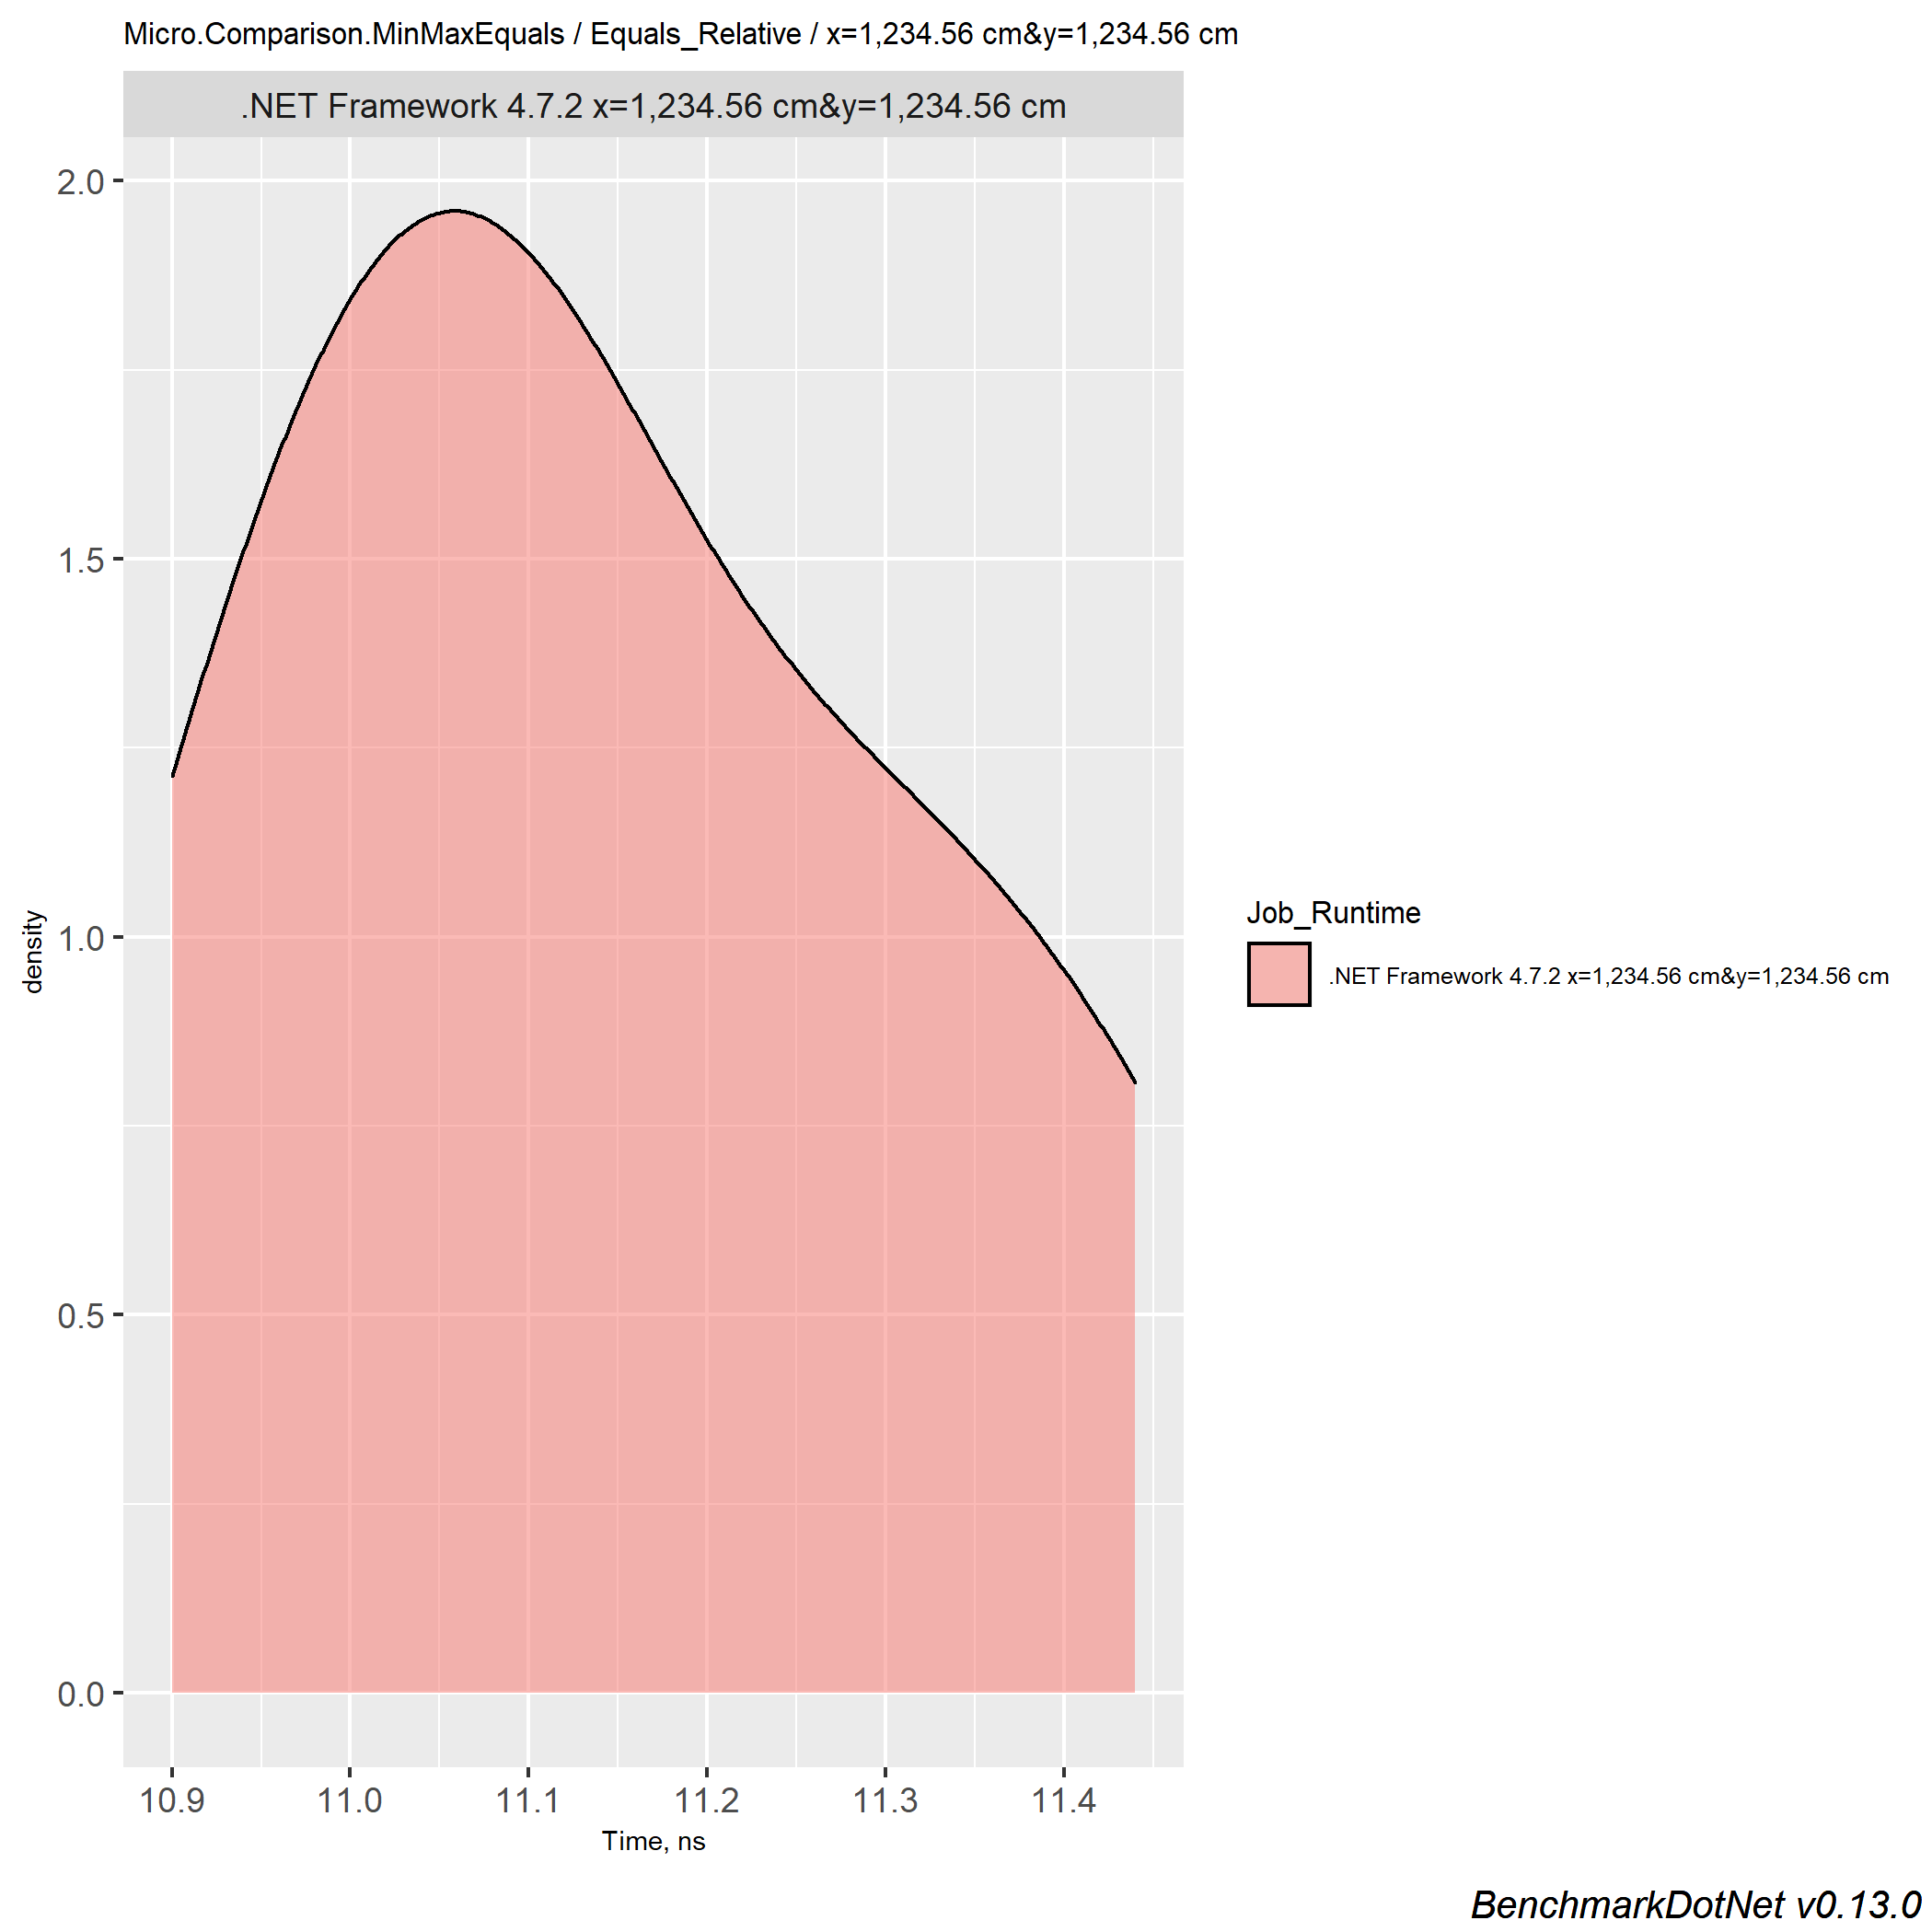 Micro.Comparison.MinMaxEquals / Equals_Relative / x=1,234.56 cm&y=1,234.56 cm
.NET Framework 4.7.2 x=1,234.56 cm&y=1,234.56 cm
2.0
1.5
1.0
0.5
0.0
density
10.9 11.0 11.1 11.2 11.3 11.4
Time, ns
Job_Runtime
.NET Framework 4.7.2 x=1,234.56 cm&y=1,234.56 cm
BenchmarkDotNet v0.13.0